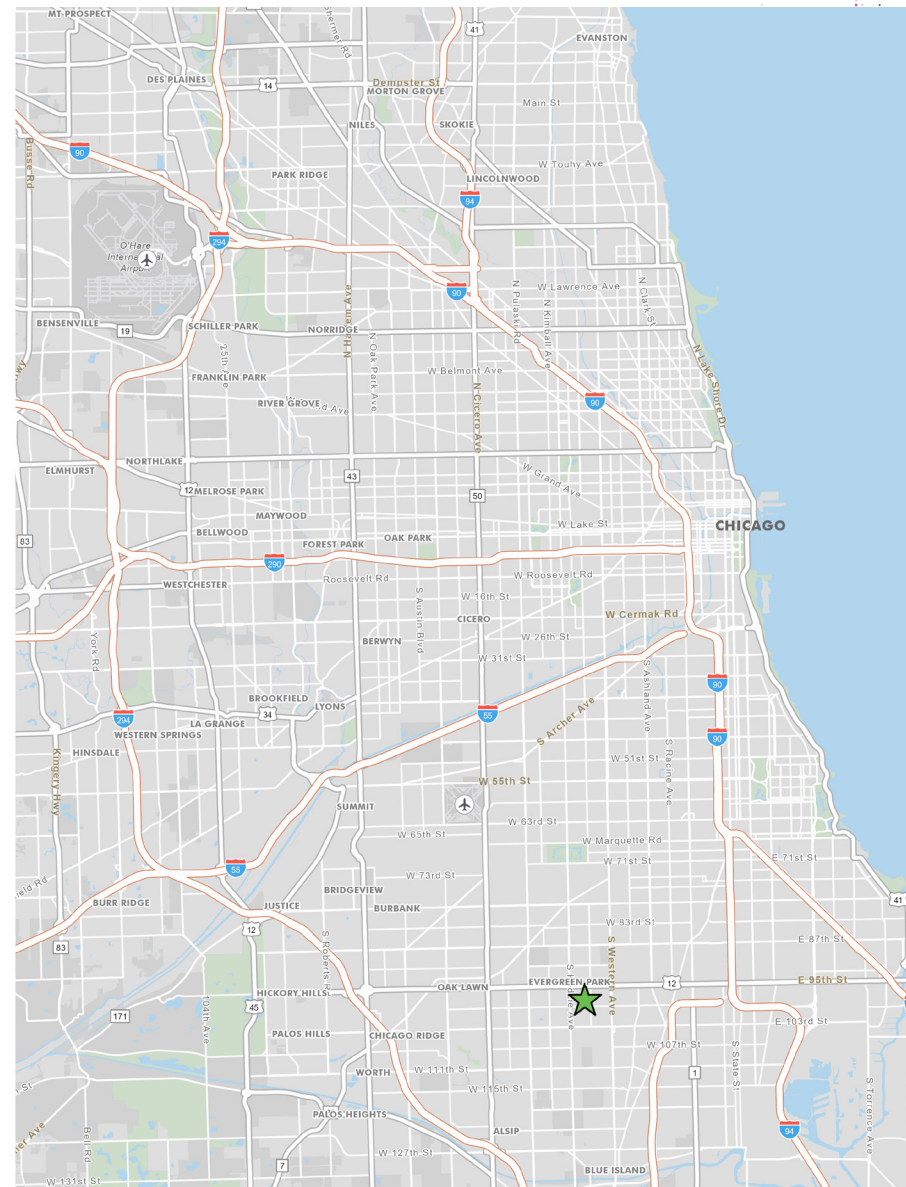 MT PROSPECT
41
EVANSTON
DES PLAINES
14
Dempster St
MORTON GROVE
Main St
NILES
SKOKIE
90
Busse Rd
W Touhy Ave
PARK RIDGE
LINCOLNWOOD
94
294
O'Hare
International
Airport
N Clark St
W Lawrence Ave
90
N Pulaski Rd
N Kimball Ave
N Harlem Ave
BENSENVILLE
19
SCHILLER PARK
NORRIDGE
25th Ave
N Oak Park Ave
N Lake Shore Dr
W Belmont Ave
FRANKLIN PARK
N Cicero Ave
90
RIVER GROVE
NORTHLAKE
ELMHURST
W Grand Ave
43
12
MELROSE PARK
50
MAYWOOD
W Lake St
CHICAGO
BELLWOOD
OAK PARK
FOREST PARK
83
290
Roosevelt Rd
W Roosevelt Rd
WESTCHESTER
S Austin Blvd
W 16th St
CICERO
W Cermak Rd
York Rd
BERWYN
W 26th St
W 31st St
S Ashland Ave
90
BROOKFIELD
LYONS
34
55
294
LA GRANGE
WESTERN SPRINGS
S Archer Ave
90
HINSDALE
S Racine Ave
W 51st St
Kingery Hwy
W 55th St
SUMMIT
W 63rd St
W 65th St
W Marquette Rd
E 71st St
W 71st St
55
W 73rd St
BRIDGEVIEW
BURR RIDGE
JUSTICE
BURBANK
41
W 83rd St
12
E 87th St
83
S Roberts Rd
S Western Ave
EVERGREEN PARK
12
E 95th St
OAK LAWN
HICKORY HILLS
45
104th Ave
171
E 103rd St
PALOS HILLS
CHICAGO RIDGE
W 107th St
S State St
W 111th St
WORTH
1
W 115th St
S Torrence Ave
PALOS HEIGHTS
ALSIP
94
Bell Rd
W 127th St
7
BLUE ISLAND
W 131st St